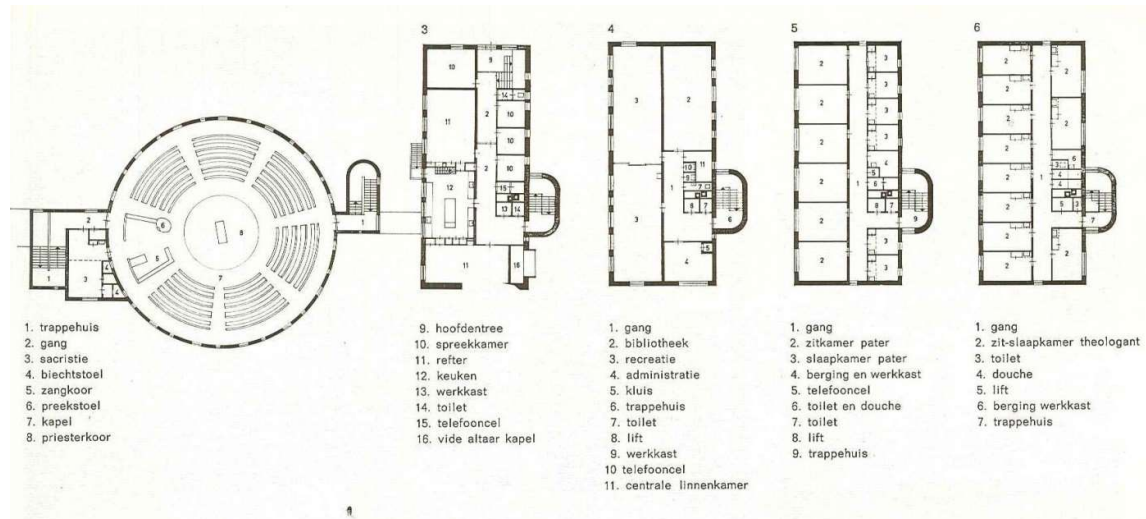 3
4
5
6
1. trappehuis
2. gang
3. sacristie
4. biechtstoel
5. zangkoor
6. preekstoel
7. kapel
8. priesterkoor
9. hoofdentree
10. spreekkamer
11. refter
12. keuken
13. werkkast
14. toilet
15. telefooncel
16. vide altaar kapel
1. gang
2. bibliotheek
3. recreatie
4. administratie
5. kluis
6. trappehuis
7. toilet
8. lift
9. werkkast
10 telefooncel
11. centrale linnenkamer
1. gang
2. zitkamer pater
3. slaapkamer pater
4. berging en werkkast
5. telefooncel
6. toilet en douche
7. toilet
8. lift
9. trappehuis
1. gang
2. zit-slaapkamer theologant
3. toilet
4. douche
5. lift
6. berging werkkast
7. trappehuis